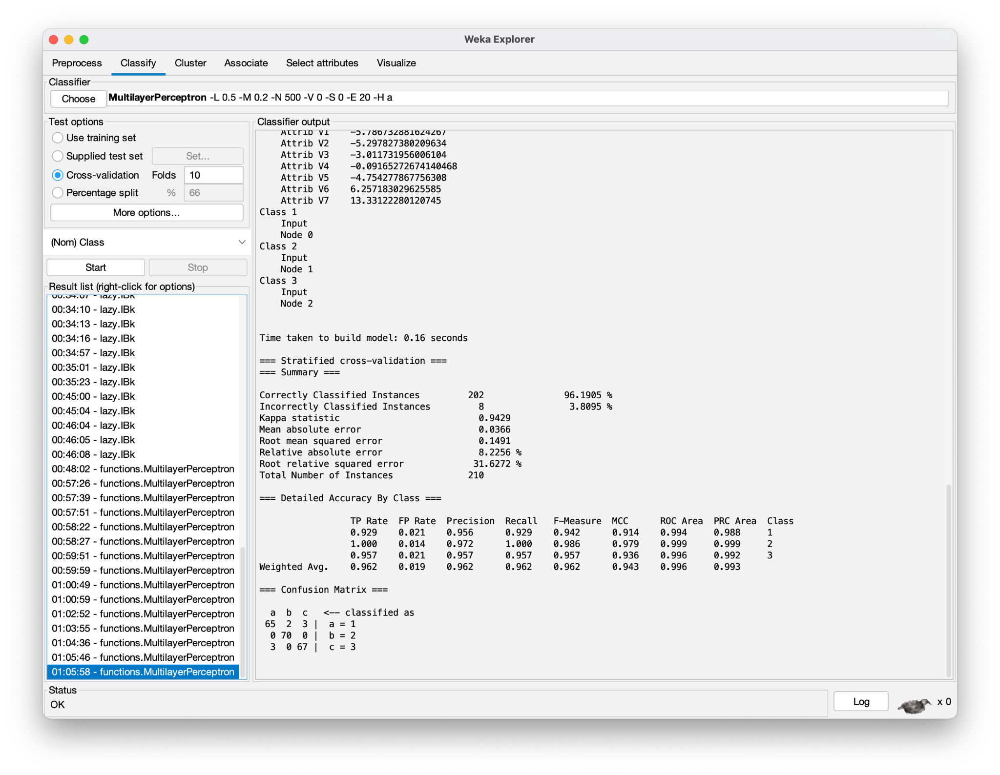 Weka Explorer
Preprocess Classify Cluster Associate Select attributes Visualize
Classifier
Choose MultilayerPerceptron -L 0.5 -M 0.2 -N 500 -V 0 -S 0 -E 20 -H a
Test options
Use training set
Supplied test set Set...
Cross-validation Folds 10
Percentage split % 66
More options...
(Nom) Class
Start Stop
Result list (right-click for options)
00:34:07 - lazy.IBk
00:34:10 - lazy.IBk
00:34:13 - lazy.IBk
00:34:16 - lazy.IBk
00:34:57 - lazy.IBk
00:35:01 - lazy.IBk
00:35:23 - lazy.IBk
00:45:00 - lazy.IBk
00:45:04 - lazy.IBk
00:46:04 - lazy.IBk
00:46:05 - lazy.IBk
00:46:08 - lazy.IBk
00:48:02 - functions.MultilayerPerceptron
00:57:26 - functions.MultilayerPerceptron
00:57:39 - functions.MultilayerPerceptron
00:57:51 - functions.MultilayerPerceptron
00:58:22 - functions.MultilayerPerceptron
00:58:27 - functions.MultilayerPerceptron
00:59:51 - functions.MultilayerPerceptron
00:59:59 - functions.MultilayerPerceptron
01:00:49 - functions.MultilayerPerceptron
01:00:59 - functions.MultilayerPerceptron
01:02:52 - functions.MultilayerPerceptron
01:03:55 - functions.MultilayerPerceptron
01:04:36 - functions.MultilayerPerceptron
01:05:46 - functions.MultilayerPerceptron
01:05:58 - functions.MultilayerPerceptron
Classifier output
Attrib V1 -5.786732881624267
Attrib V2 -5.297827380209634
Attrib V3 -3.011731956006104
Attrib V4 -0.09165272674140468
Attrib V5 -4.754277867756308
Attrib V6 6.257183029625585
Attrib V7 13.33122280120745
Class 1
Input
Node 0
Class 2
Input
Node 1
Class 3
Input
Node 2
Time taken to build model: 0.16 seconds
=== Stratified cross-validation ===
=== Summary ===
Correctly Classified Instances 202 96.1905 %
Incorrectly Classified Instances 8 3.8095 %
Kappa statistic 0.9429
Mean absolute error 0.0366
Root mean squared error 0.1491
Relative absolute error 8.2256 %
Root relative squared error 31.6272 %
Total Number of Instances 210
=== Detailed Accuracy By Class ===
TP Rate FP Rate Precision Recall F-Measure MCC ROC Area PRC Area Class
0.929 0.021 0.956 0.929 0.942 0.914 0.994 0.988 1
1.000 0.014 0.972 1.000 0.986 0.979 0.999 0.999 2
0.957 0.021 0.957 0.957 0.957 0.936 0.996 0.992 3
Weighted Avg. 0.962 0.019 0.962 0.962 0.962 0.943 0.996 0.993
=== Confusion Matrix ===
a b c <-- classified as
65 2 3 | a = 1
0 70 0 | b = 2
3 0 67 | c = 3
Status
OK
Log x 0